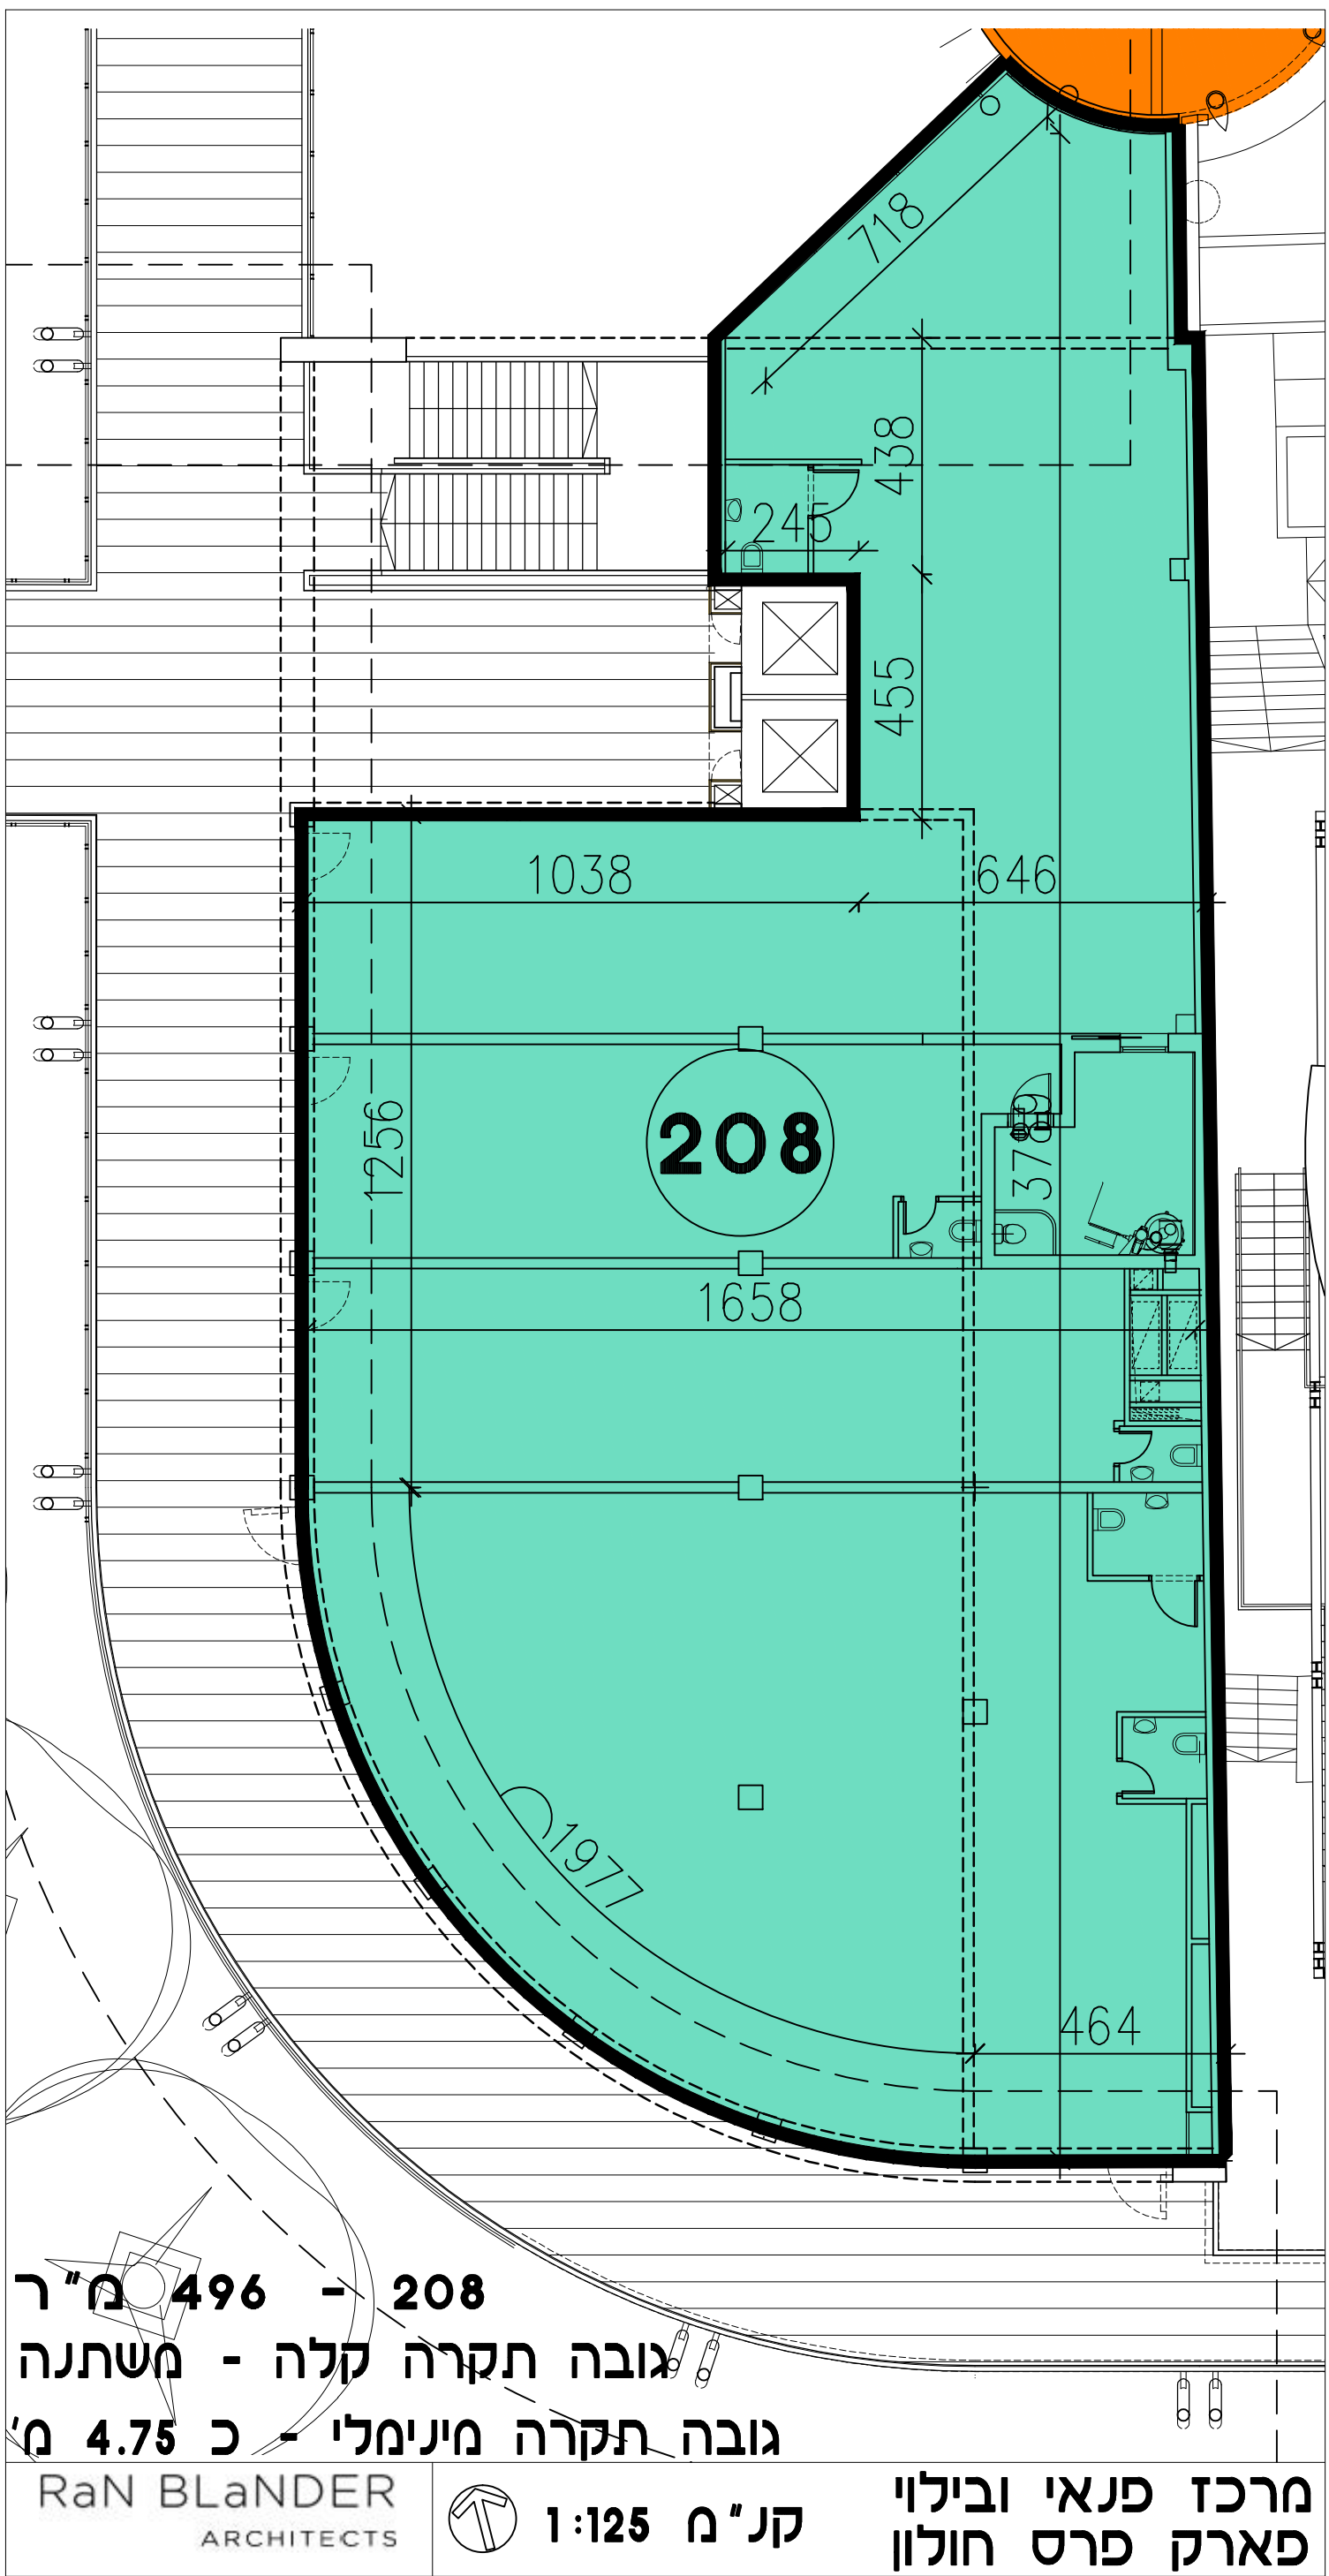 718
438
245
455
1038
646
208
1256
378
1658
1977
464
208 - 496 מ"ר
גובה תקרה קלה - משתנה
גובה תקרה מינימלי - כ 4.75 מ'
מרכז פנאי ובילוי
פארק פרס חולון
קנ"מ 1:125
RaN BLaNDER
ARCHITECTS